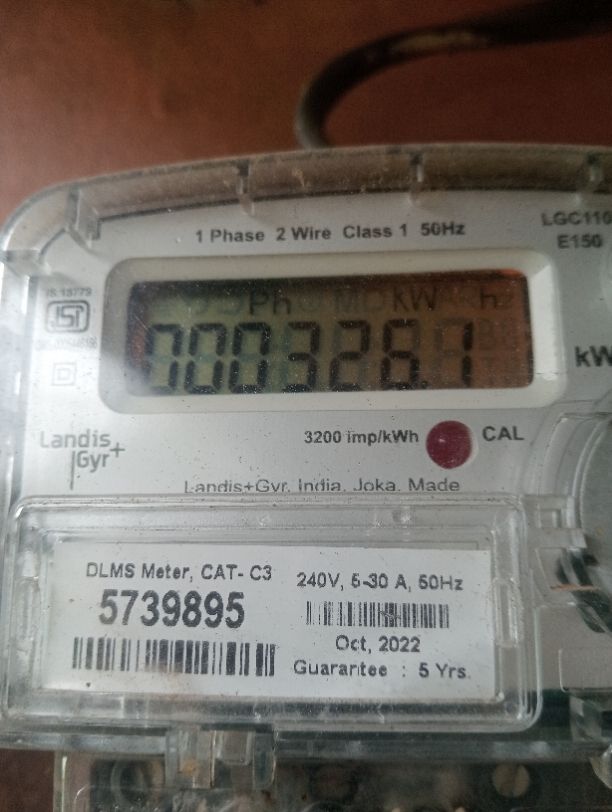 1 Phase 2 Wire Class 1 50Hz
LGC110
E150
IS 13779
ISI
Ph kW h
000328.1
kW
3200 imp/kWh
CAL
Landis+
Gyr
Landis+Gyr, India, Joka, Made
DLMS Meter, CAT- C3
5739895
240V, 5-30 A, 50Hz
Oct, 2022
Guarantee : 5 Yrs.